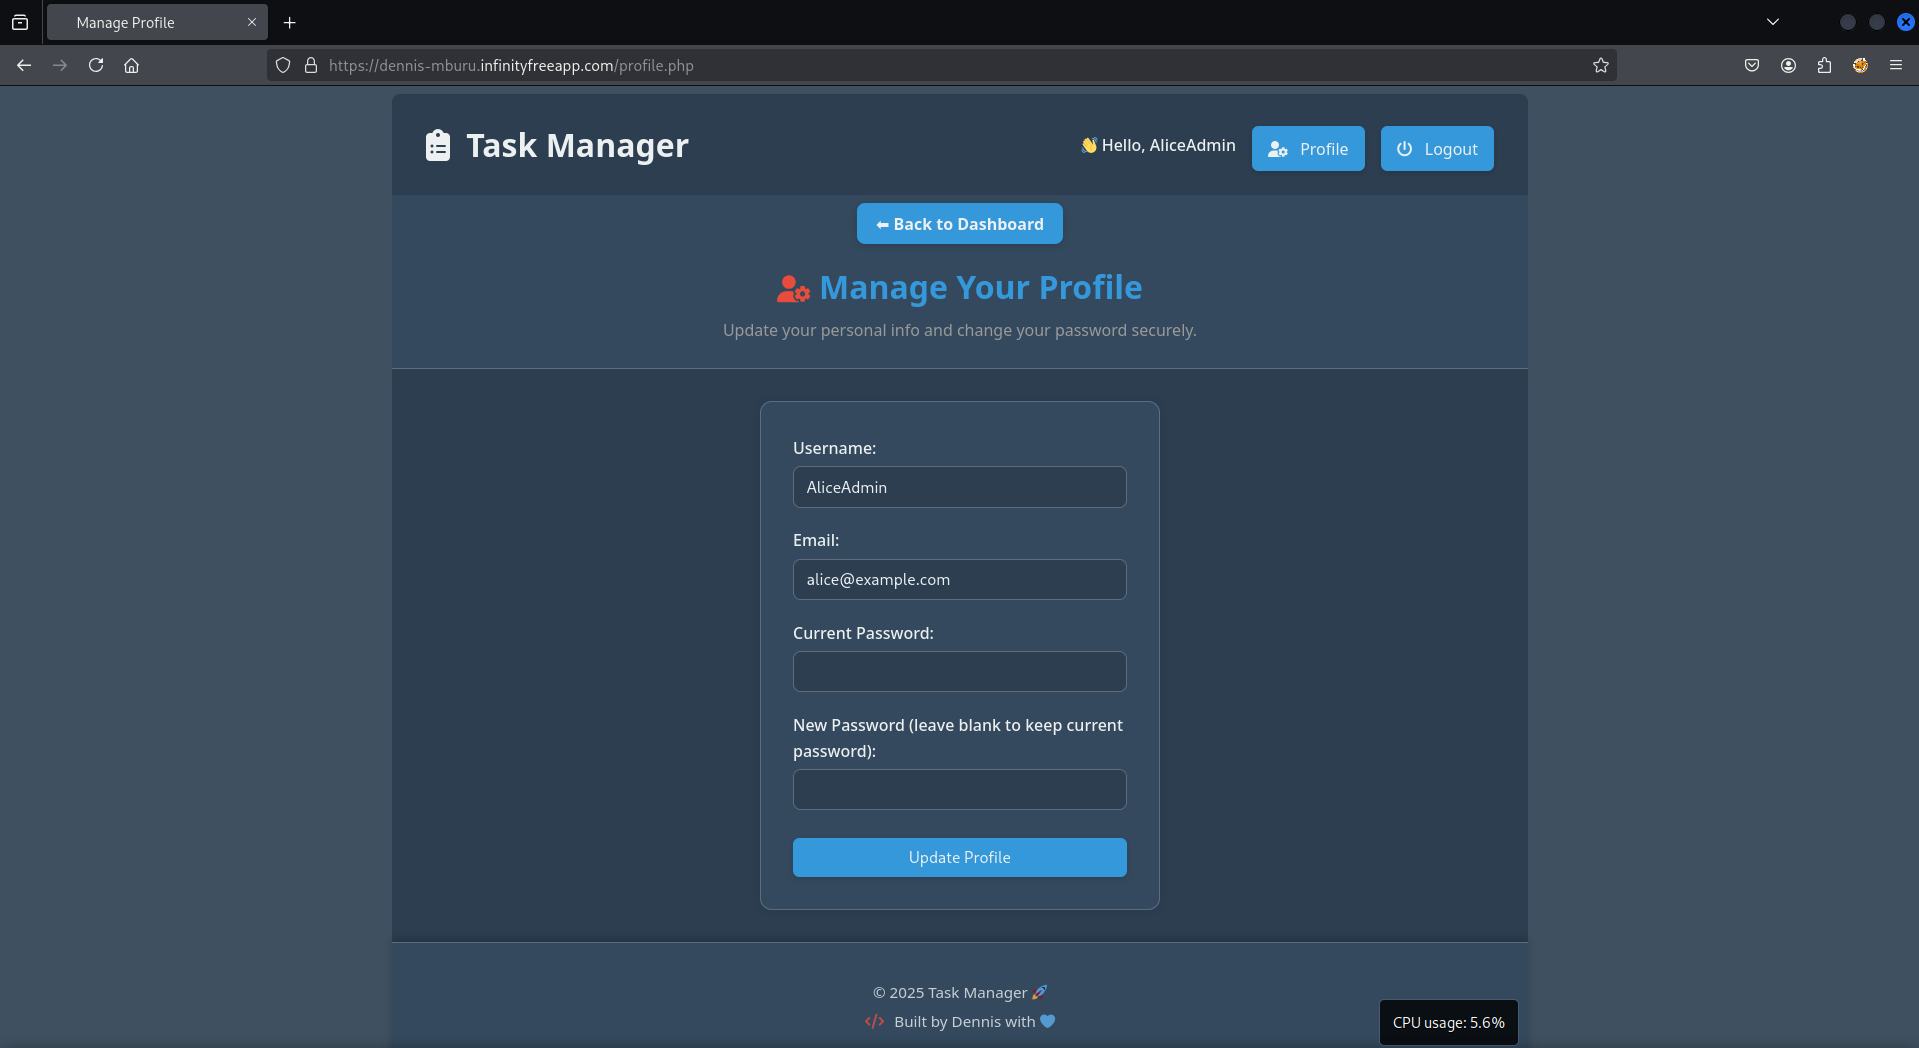 Manage Profile
https://dennis-mburu.infinityfreeapp.com/profile.php
Task Manager
👋 Hello, AliceAdmin
Profile
Logout
⬅ Back to Dashboard
Manage Your Profile
Update your personal info and change your password securely.
Username:
AliceAdmin
Email:
alice@example.com
Current Password:
New Password (leave blank to keep current
password):
Update Profile
© 2025 Task Manager 🚀
</> Built by Dennis with 💙
CPU usage: 5.6%